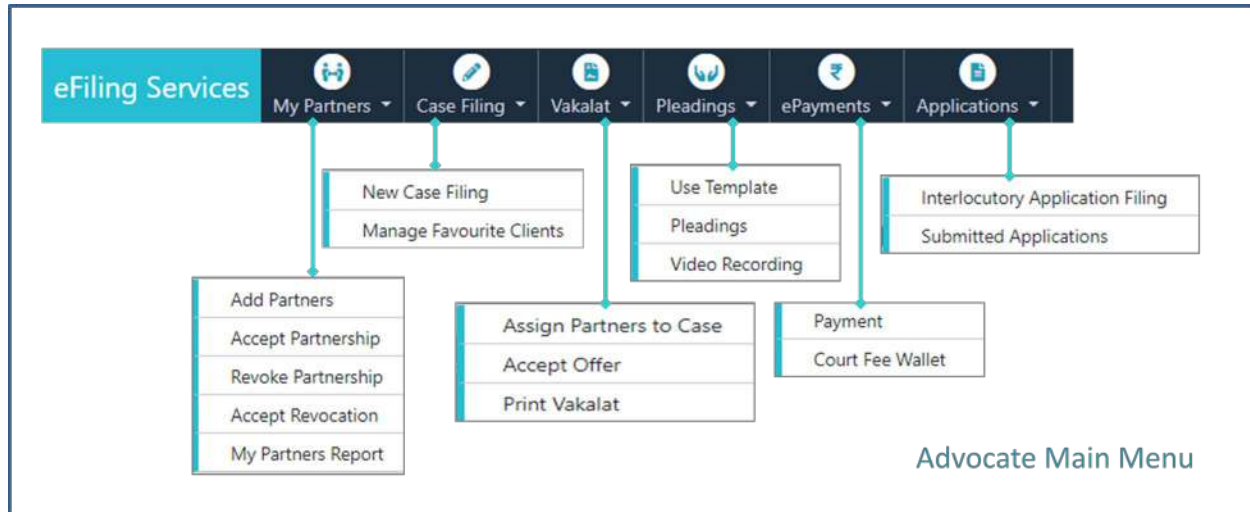 eFiling Services
My Partners
Case Filing
Vakalat
Pleadings
ePayments
Applications
New Case Filing
Manage Favourite Clients
Use Template
Pleadings
Video Recording
Interlocutory Application Filing
Submitted Applications
Add Partners
Accept Partnership
Revoke Partnership
Accept Revocation
My Partners Report
Assign Partners to Case
Accept Offer
Print Vakalat
Payment
Court Fee Wallet
Advocate Main Menu